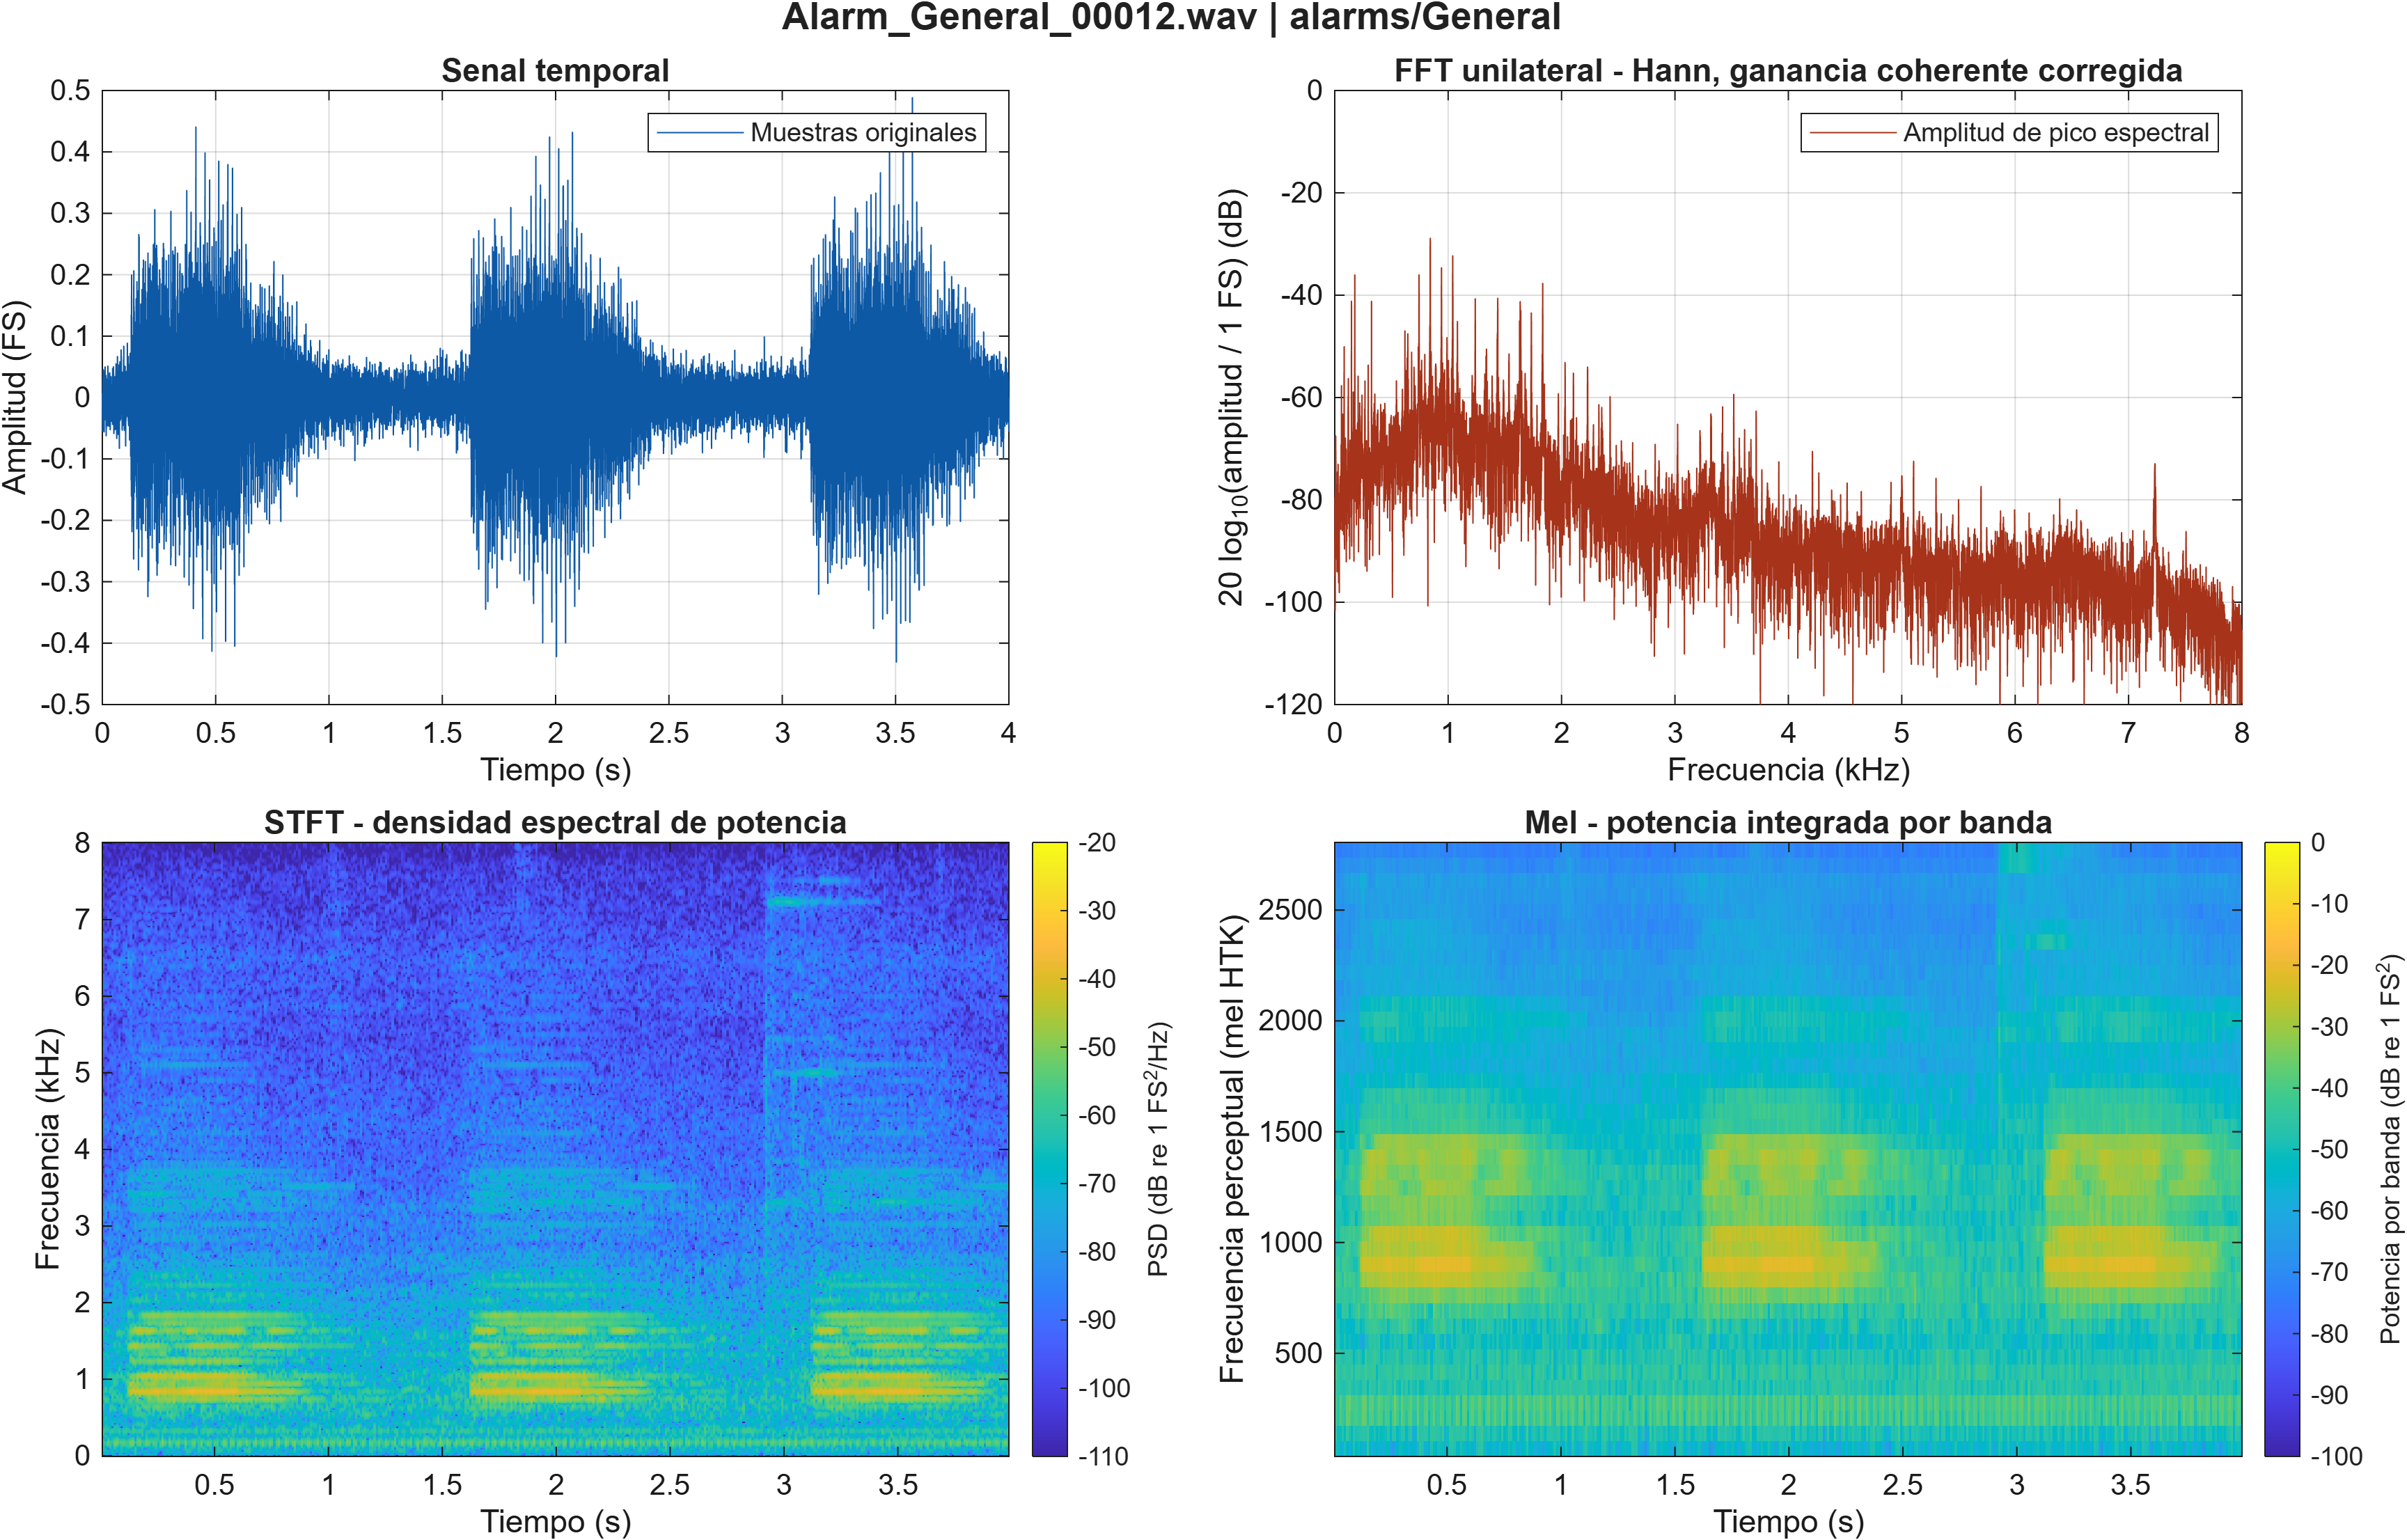 Alarm_General_00012.wav | alarms/General
Senal temporal
Muestras originales
Amplitud (FS)
0.5
0.4
0.3
0.2
0.1
0
-0.1
-0.2
-0.3
-0.4
-0.5
0 0.5 1 1.5 2 2.5 3 3.5 4
Tiempo (s)
FFT unilateral - Hann, ganancia coherente corregida
Amplitud de pico espectral
20 log10(amplitud / 1 FS) (dB)
0
-20
-40
-60
-80
-100
-120
0 1 2 3 4 5 6 7 8
Frecuencia (kHz)
STFT - densidad espectral de potencia
Frecuencia (kHz)
8
7
6
5
4
3
2
1
0
0.5 1 1.5 2 2.5 3 3.5
Tiempo (s)
-20
-30
-40
-50
-60
-70
-80
-90
-100
-110
PSD (dB re 1 FS²/Hz)
Mel - potencia integrada por banda
Frecuencia perceptual (mel HTK)
2500
2000
1500
1000
500
0.5 1 1.5 2 2.5 3 3.5
Tiempo (s)
0
-10
-20
-30
-40
-50
-60
-70
-80
-90
-100
Potencia por banda (dB re 1 FS²)